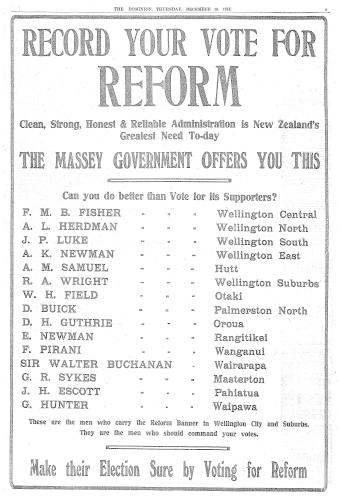 THE DOMINION, THURSDAY, DECEMBER 10, 1914.
RECORD YOUR VOTE FOR
REFORM
Clean, Strong, Honest & Reliable Administration is New Zealand's
Greatest Need To-day
THE MASSEY GOVERNMENT OFFERS YOU THIS
Can you do better than Vote for its Supporters?
F. M. B. FISHER - - - Wellington Central
A. L. HERDMAN - - - Wellington North
J. P. LUKE - - - Wellington South
A. K. NEWMAN - - - Wellington East
A. M. SAMUEL - - - Hutt
R. A. WRIGHT - - - Wellington Suburbs
W. H. FIELD - - - Otaki
D. BUICK - - - Palmerston North
D. H. GUTHRIE - - - Oroua
E. NEWMAN - - - Rangitikei
F. PIRANI - - - Wanganui
SIR WALTER BUCHANAN - Wairarapa
G. R. SYKES - - - Masterton
J. H. ESCOTT - - - Pahiatua
G. HUNTER - - - Waipawa
These are the men who carry the Reform Banner in Wellington City and Suburbs.
They are the men who should command your votes.
Make their Election Sure by Voting for Reform